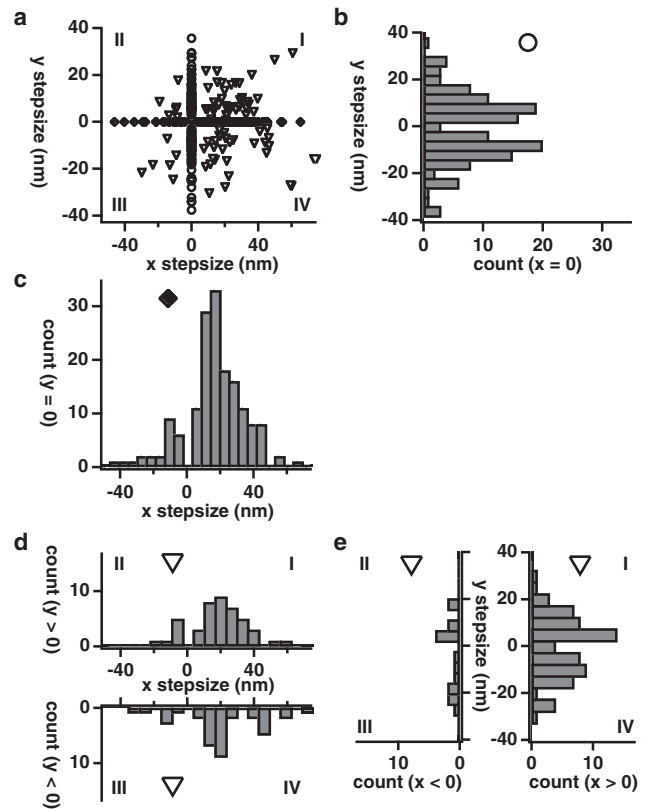 a
40
20
0
-20
-40
y stepsize (nm)
II
I
III
IV
-40
0
40
x stepsize (nm)
b
40
20
0
-20
-40
y stepsize (nm)
0
10
20
30
count (x = 0)
c
30
20
10
0
count (y = 0)
-40
0
40
x stepsize (nm)
d
count (y > 0)
II
I
10
0
-40
0
40
x stepsize (nm)
0
10
count (y < 0)
III
IV
e
II
III
10
0
count (x < 0)
y stepsize (nm)
40
20
0
-20
-40
I
IV
0
10
count (x > 0)